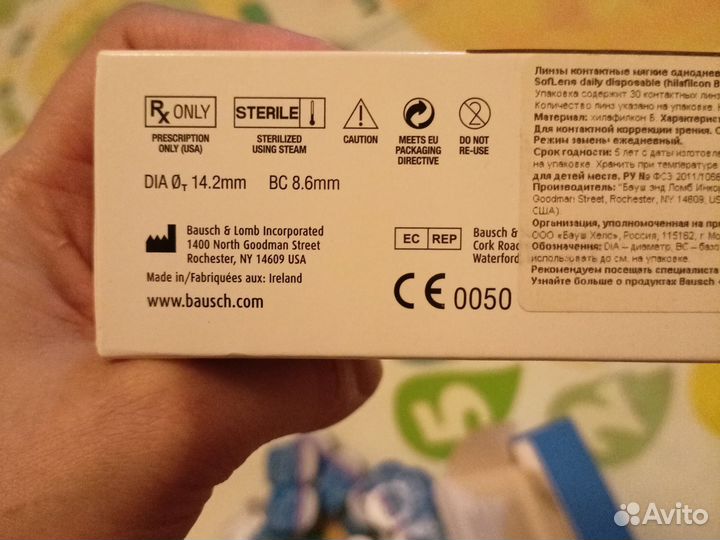 Rx ONLY
PRESCRIPTION
ONLY (USA)
STERILE
STERILIZED
USING STEAM
CAUTION
MEETS EU
PACKAGING
DIRECTIVE
2
DO NOT
RE-USE
DIA ØT 14.2mm BC 8.6mm
Bausch & Lomb Incorporated
1400 North Goodman Street
Rochester, NY 14609 USA
Made in/Fabriquées aux: Ireland
www.bausch.com
EC REP
Bausch &
Cork Road
Waterford
CE 0050
Линзы контактные мягкие однодне
SofLens daily disposable (hilafilcon B
Упаковка содержит 30 контактных линз
Количество линз указано на упаковке.
Материал: хилафилкон Б. Характерист
Для контактной коррекции зрения.
Режим замены: ежедневный.
Срок годности: 5 лет с даты изготовле
на упаковке. Хранить при температуре
для детей месте. РУ № ФСЗ 2011/
Производитель: "Бауш энд Ломб Инкор
Goodman Street, Rochester, NY 14609, US
США)
Организация, уполномоченная на пр
ООО «Бауш Хелс», Россия, 115162, г. Мо
Обозначения: DIA – диаметр, BC – базо
использовать до см. на упаковке.
Рекомендуем посещать специалиста
Узнайте больше о продуктах Bausch
5
Avito